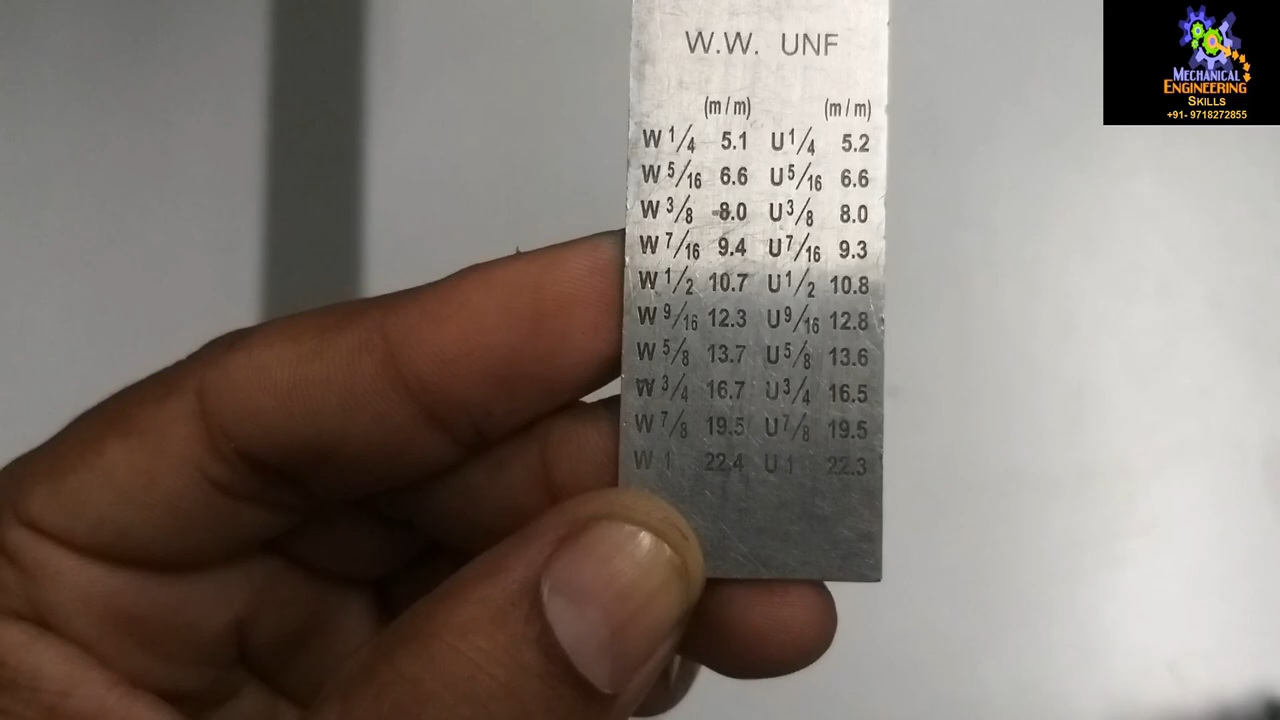 W.W. UNF
(m/m) (m/m)
W 1/4 5.1 U 1/4 5.2
W 5/16 6.6 U 5/16 6.6
W 3/8 8.0 U 3/8 8.0
W 7/16 9.4 U 7/16 9.3
W 1/2 10.7 U 1/2 10.8
W 9/16 12.3 U 9/16 12.8
W 5/8 13.7 U 5/8 13.6
W 3/4 16.7 U 3/4 16.5
W 7/8 19.5 U 7/8 19.5
W 1 22.4 U 1 22.3
MECHANICAL
ENGINEERING
SKILLS
+91- 9718272855